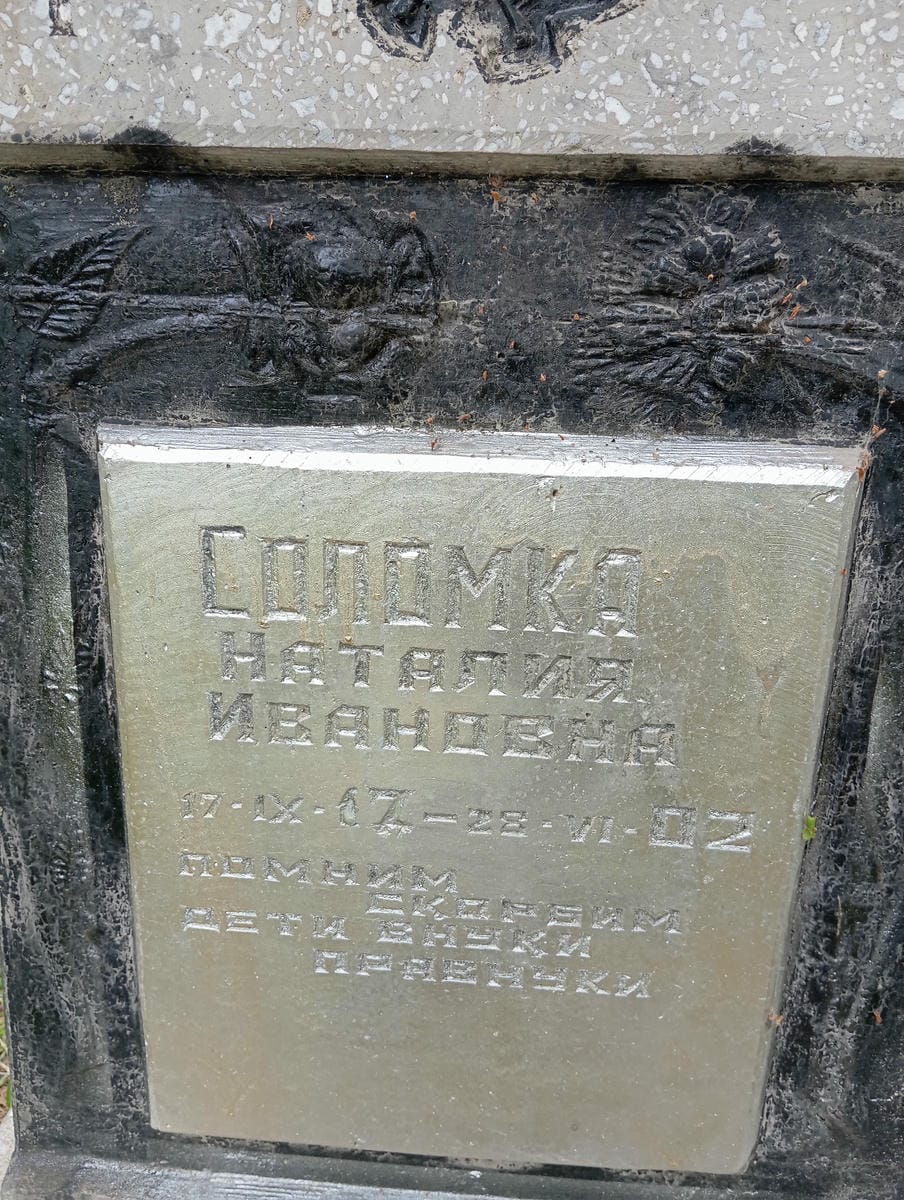 Соломка
Наталия
Ивановна
17·IX·17–28·VI·02
помним
скорбим
дети внуки
правнуки